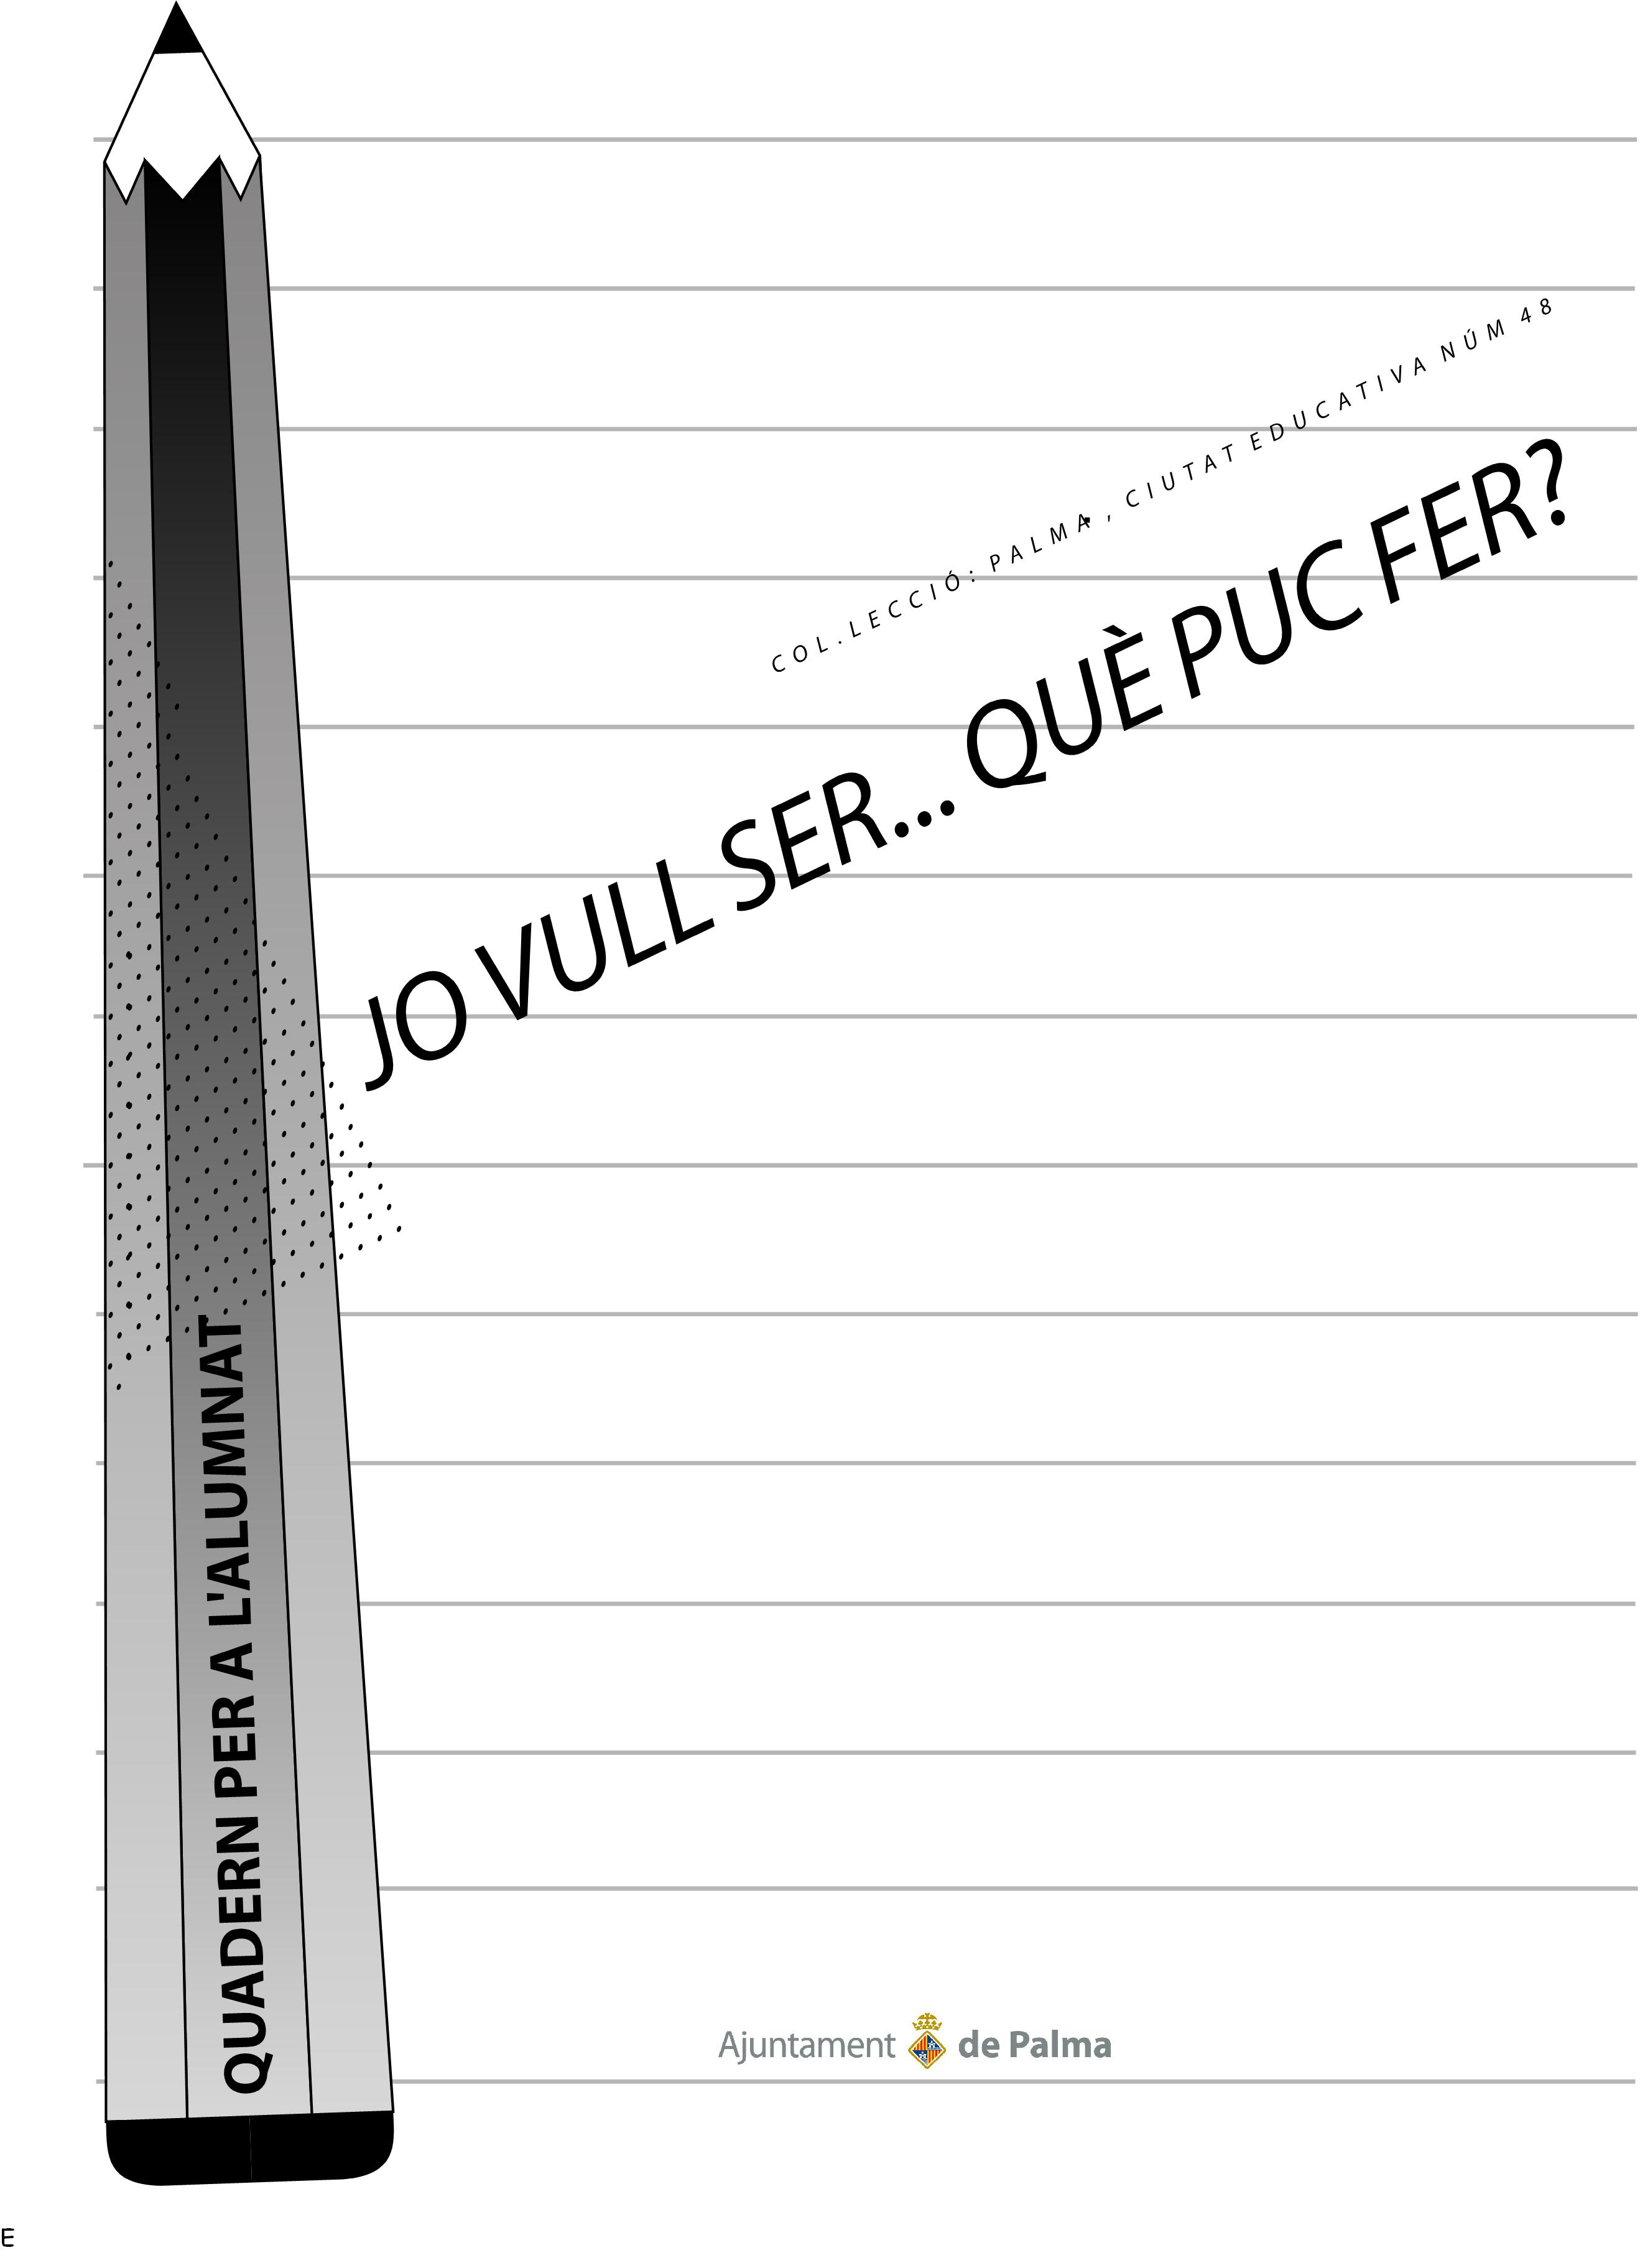 COL.LECCIÓ: PALMA, CIUTAT EDUCATIVA NÚM 48
JO VULL SER... QUÈ PUC FER?
QUADERN PER A L'ALUMNAT
Ajuntament de Palma
E